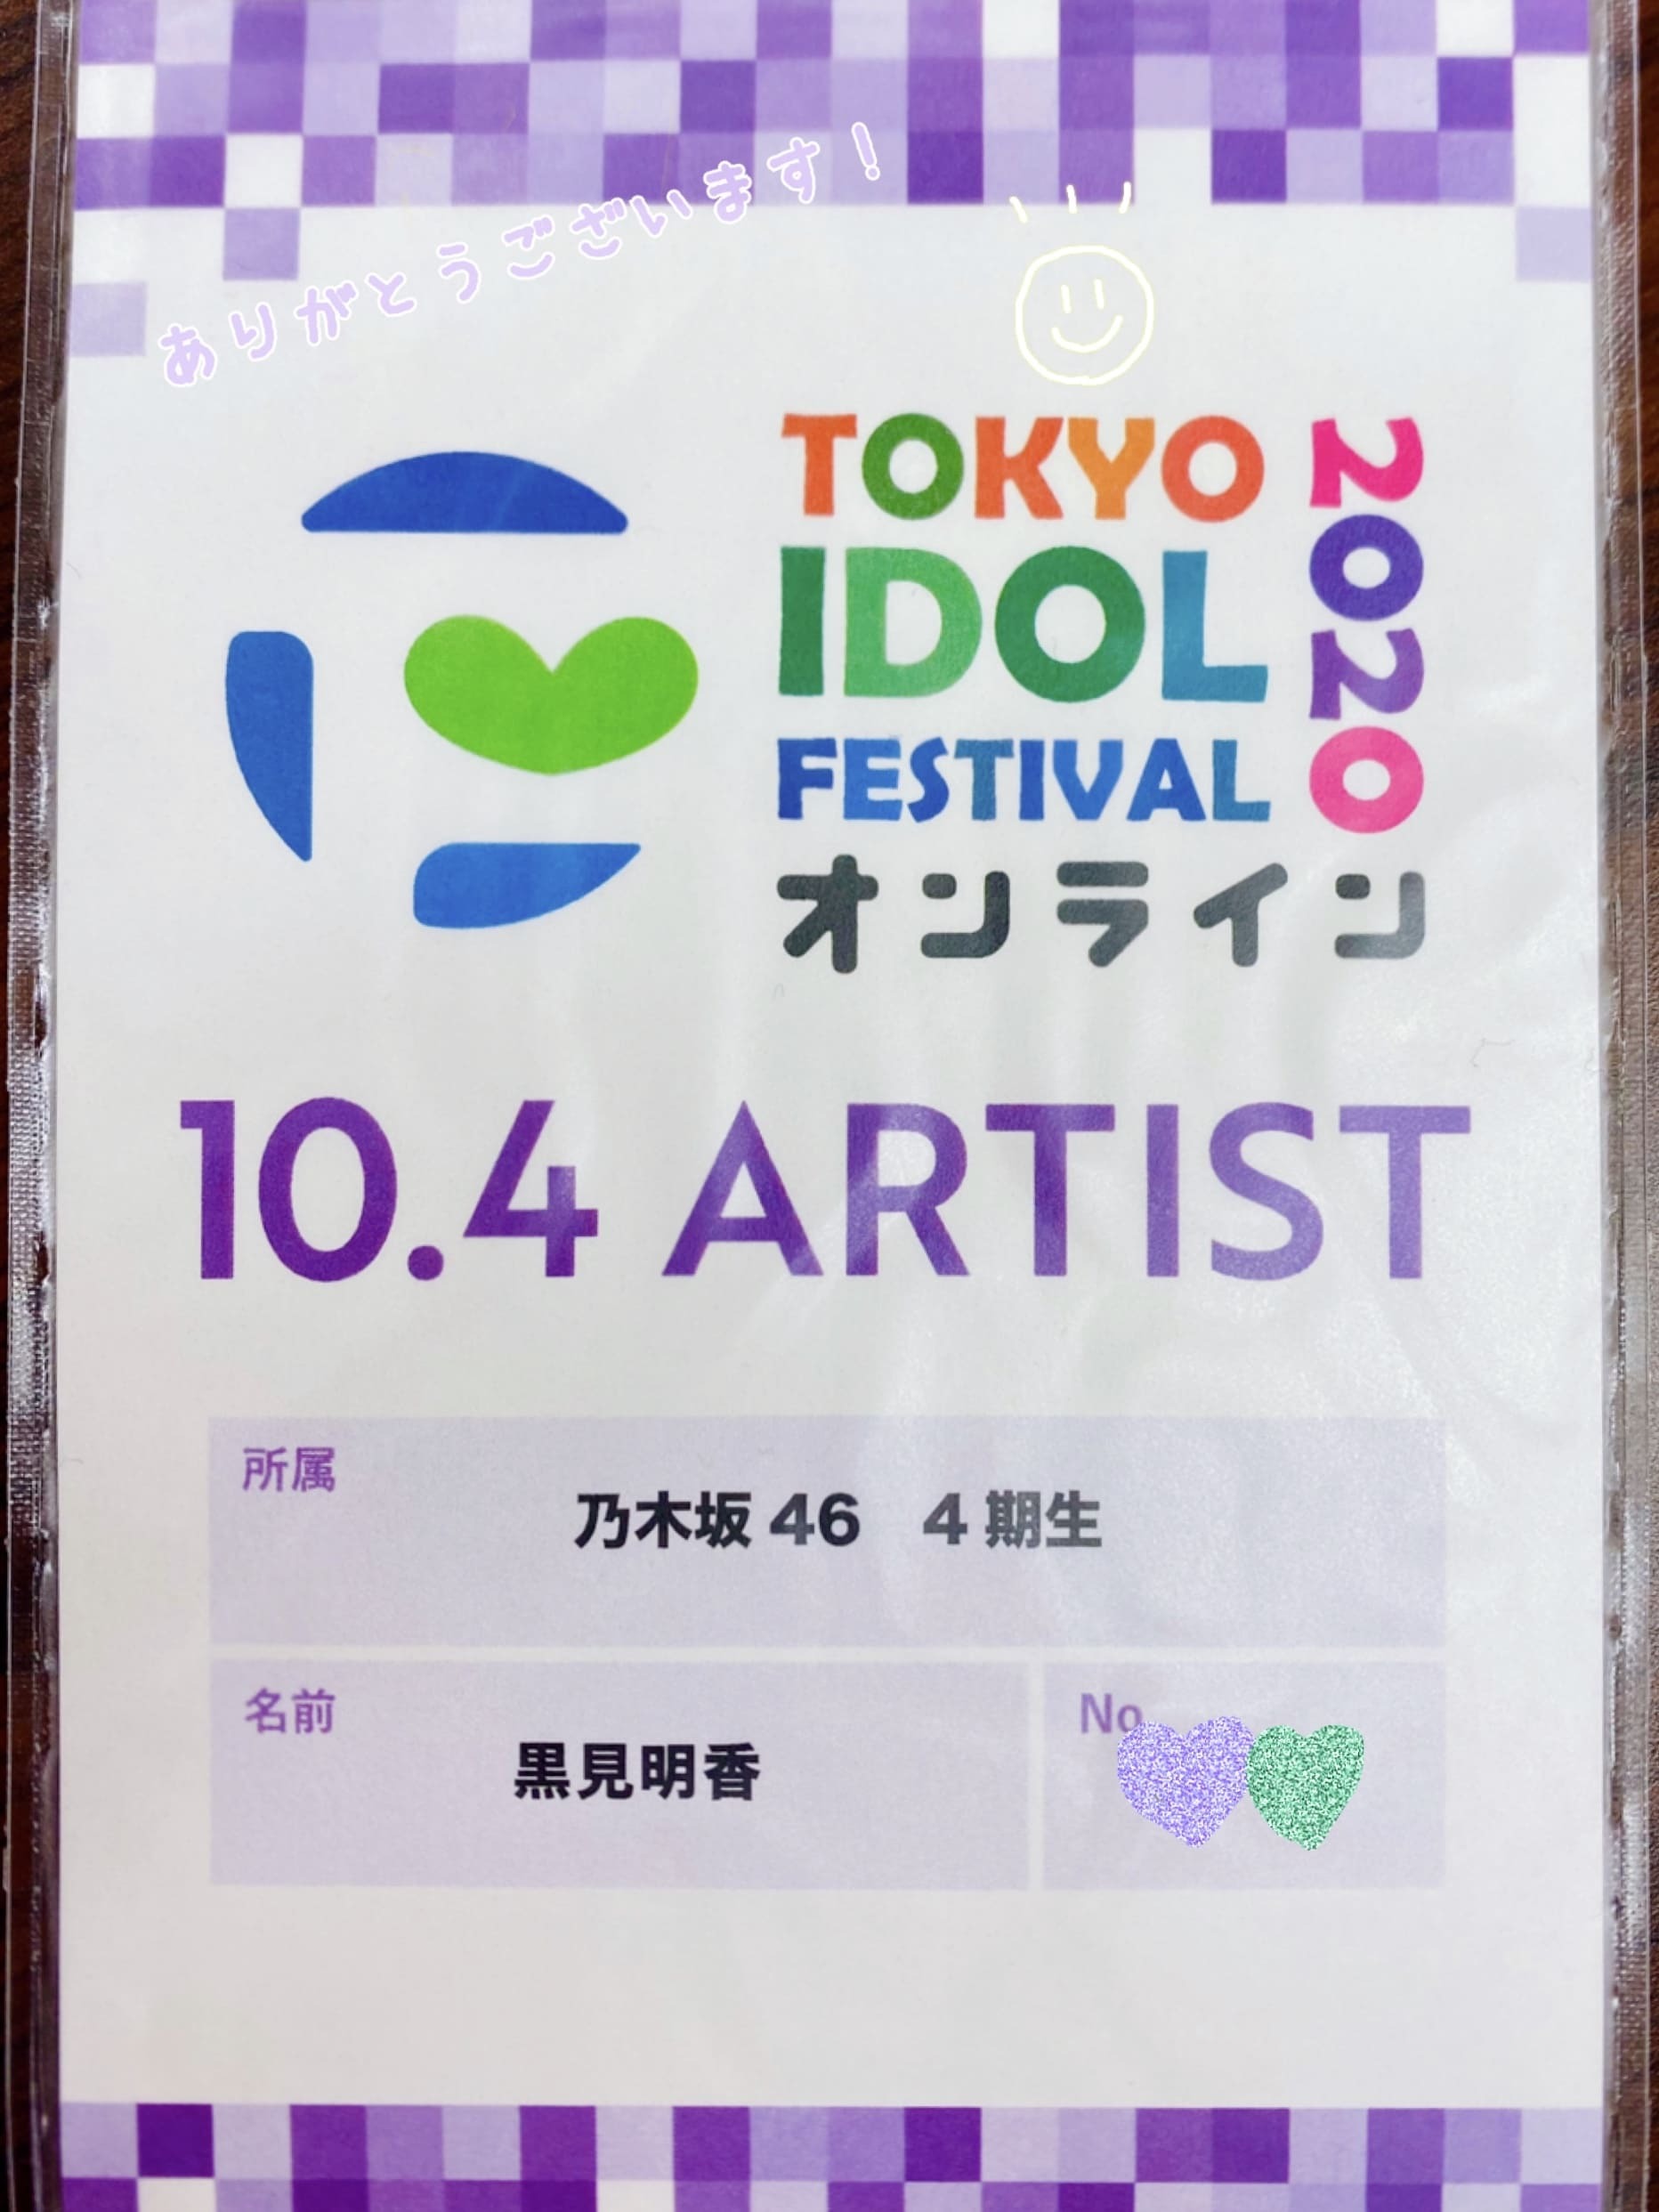 ありがとうございます！
TOKYO
IDOL
FESTIVAL
2020
オンライン
10.4 ARTIST
所属
乃木坂46 4期生
名前
黒見明香
No